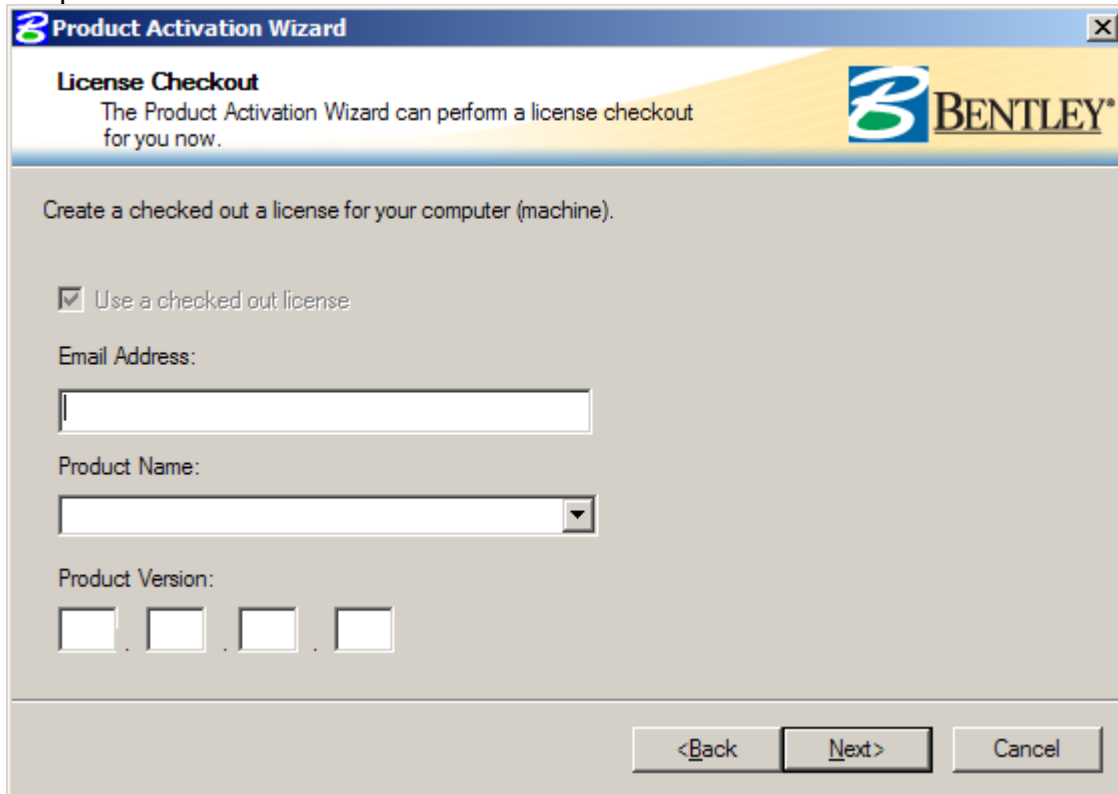 Product Activation Wizard
License Checkout
The Product Activation Wizard can perform a license checkout
for you now.
BENTLEY®
Create a checked out a license for your computer (machine).
Use a checked out license
Email Address:
Product Name:
Product Version:
. . .
<Back Next> Cancel